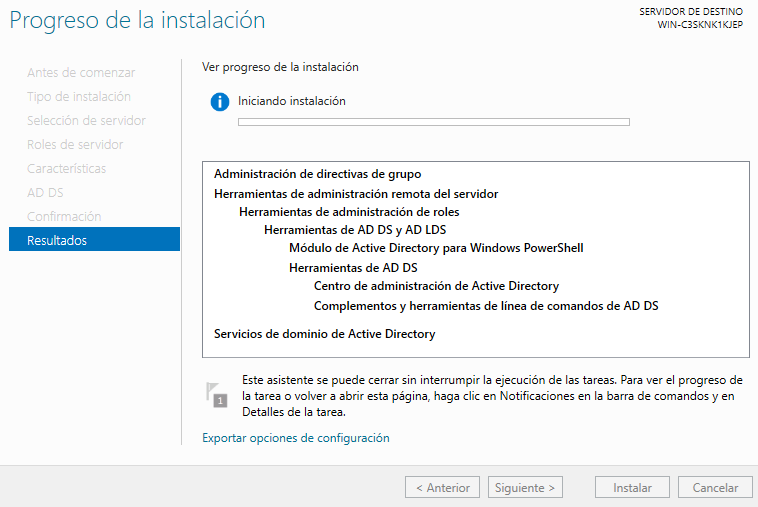 Progreso de la instalación
SERVIDOR DE DESTINO
WIN-C3SKNK1KJEP
Antes de comenzar
Tipo de instalación
Selección de servidor
Roles de servidor
Características
AD DS
Confirmación
Resultados
Ver progreso de la instalación
Iniciando instalación
Administración de directivas de grupo
Herramientas de administración remota del servidor
Herramientas de administración de roles
Herramientas de AD DS y AD LDS
Módulo de Active Directory para Windows PowerShell
Herramientas de AD DS
Centro de administración de Active Directory
Complementos y herramientas de línea de comandos de AD DS
Servicios de dominio de Active Directory
1
Este asistente se puede cerrar sin interrumpir la ejecución de las tareas. Para ver el progreso de
la tarea o volver a abrir esta página, haga clic en Notificaciones en la barra de comandos y en
Detalles de la tarea.
Exportar opciones de configuración
< Anterior
Siguiente >
Instalar
Cancelar